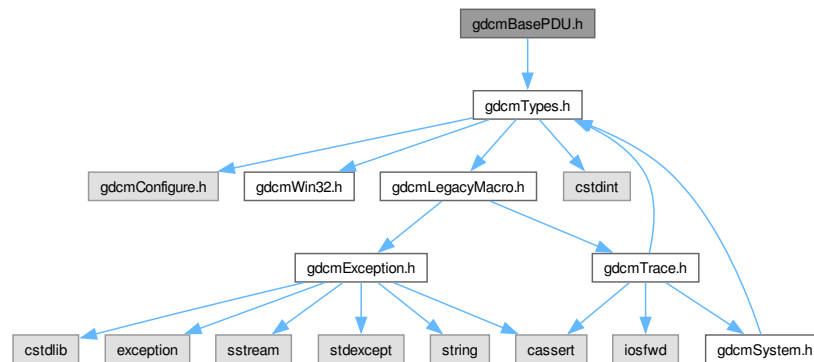 gdcmBasePDU.h
gdcmTypes.h
gdcmConfigure.h
gdcmWin32.h
gdcmLegacyMacro.h
cstdint
gdcmException.h
gdcmTrace.h
cstdlib
exception
sstream
stdexcept
string
cassert
iosfwd
gdcmSystem.h